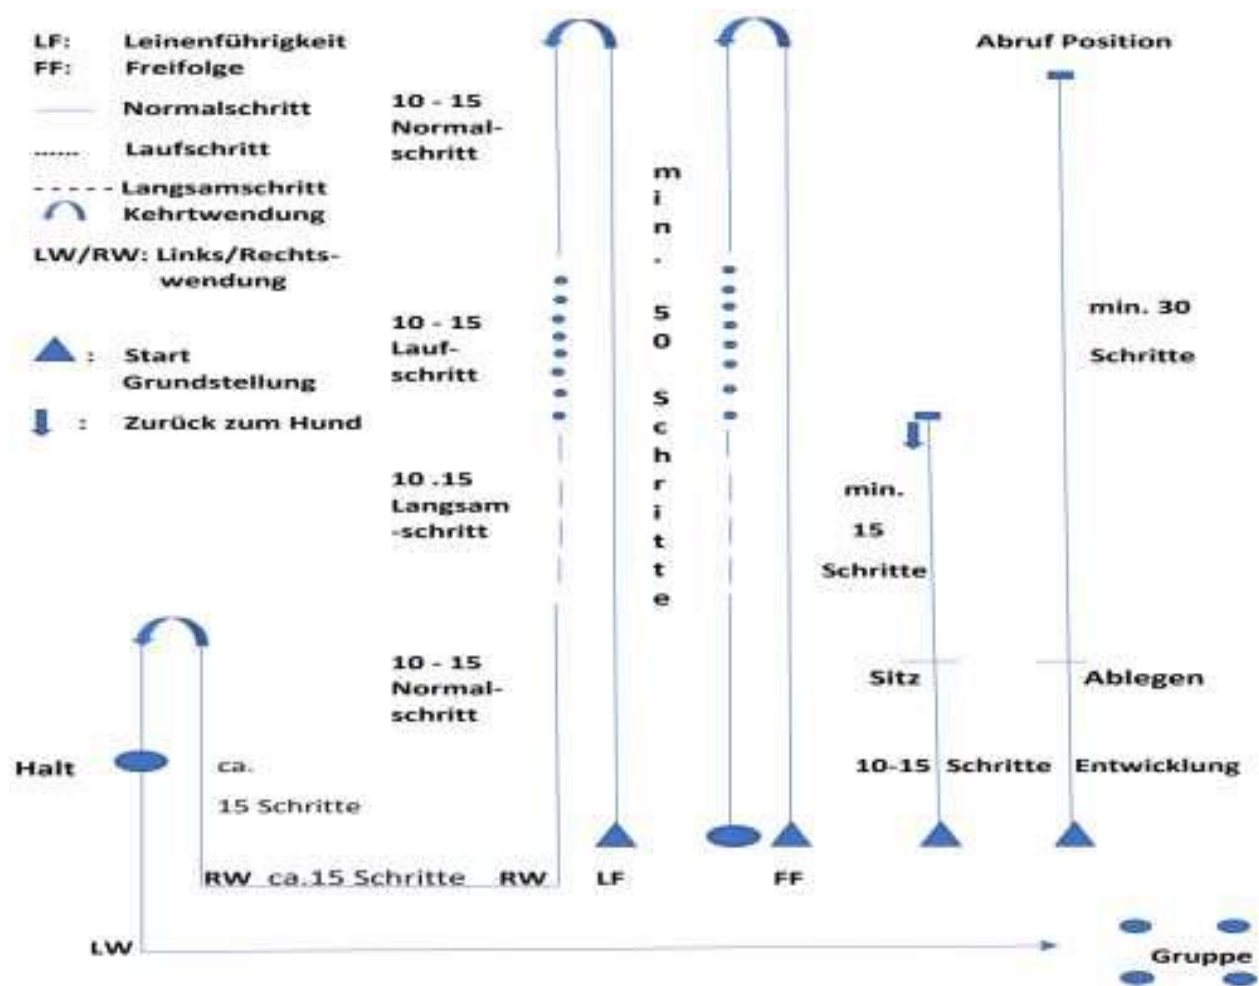 LF: Leinenführigkeit
FF: Freifolge
Normalschritt
Laufschritt
Langsamschritt
Kehrtwendung
LW/RW: Links/Rechts-
wendung
: Start
Grundstellung
: Zurück zum Hund
10 - 15
Normal-
schritt
10 - 15
Lauf-
schritt
10 .15
Langsam
-schritt
10 - 15
Normal-
schritt
min. 50 Schritte
Abruf Position
min. 30
Schritte
min.
15
Schritte
Sitz
Ablegen
10-15 Schritte Entwicklung
Halt
ca.
15 Schritte
RW ca.15 Schritte RW
LF
FF
LW
Gruppe